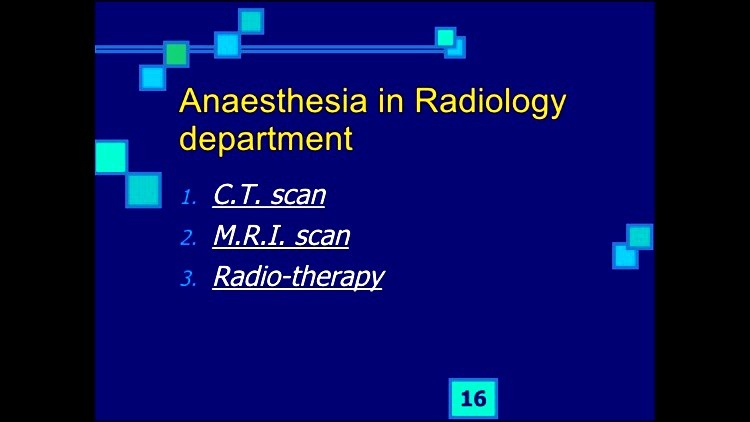 Anaesthesia in Radiology
department
1. C.T. scan
2. M.R.I. scan
3. Radio-therapy
16